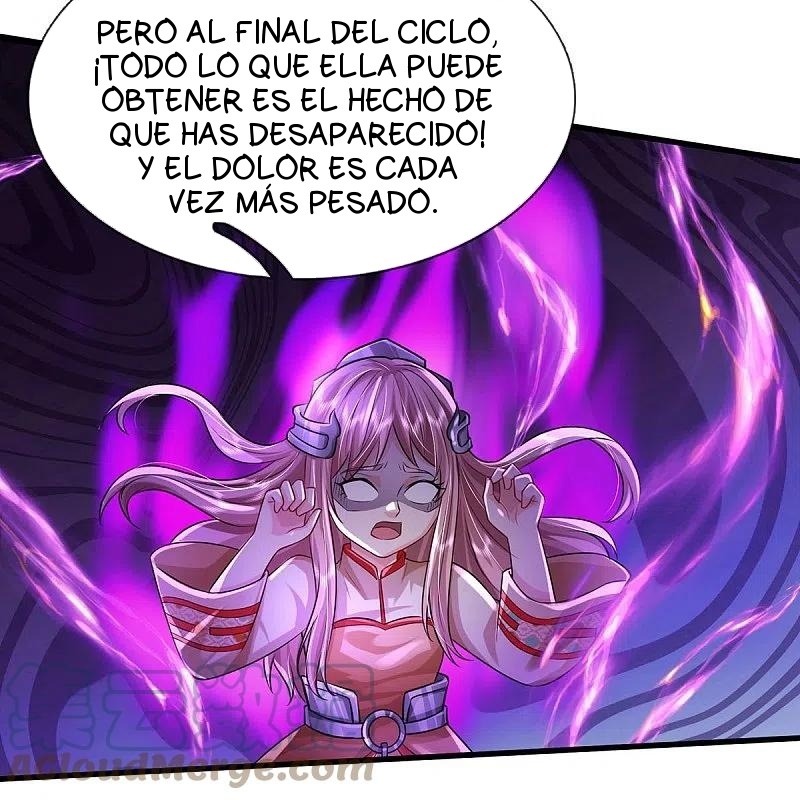 PERO AL FINAL DEL CICLO,
¡TODO LO QUE ELLA PUEDE
OBTENER ES EL HECHO DE
QUE HAS DESAPARECIDO!
Y EL DOLOR ES CADA
VEZ MÁS PESADO.
ACloudMerge.com